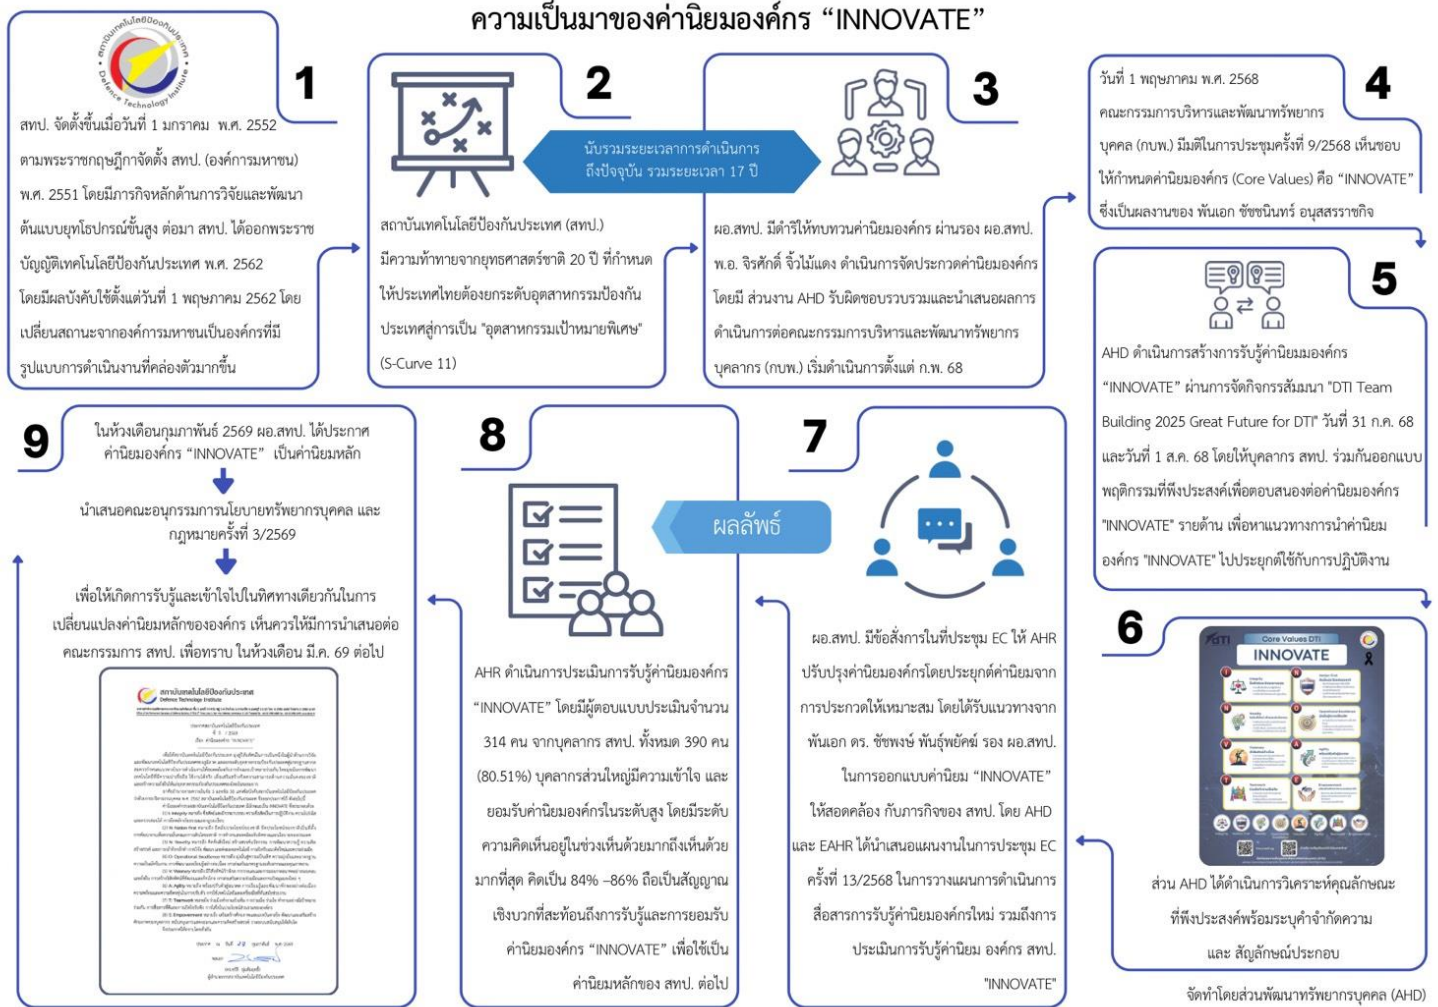 ความเป็นมาของค่านิยมองค์กร “INNOVATE”
สถาบันเทคโนโลยีป้องกันประเทศ
Defence Technology Institute
1
สทป. จัดตั้งขึ้นเมื่อวันที่ 1 มกราคม พ.ศ. 2552
ตามพระราชกฤษฎีกาจัดตั้ง สทป. (องค์การมหาชน)
พ.ศ. 2551 โดยมีภารกิจหลักด้านการวิจัยและพัฒนา
ต้นแบบยุทโธปกรณ์ขั้นสูง ต่อมา สทป. ได้ออกพระราช
บัญญัติเทคโนโลยีป้องกันประเทศ พ.ศ. 2562
โดยมีผลบังคับใช้ตั้งแต่วันที่ 1 พฤษภาคม 2562 โดย
เปลี่ยนสถานะจากองค์การมหาชนเป็นองค์กรที่มี
รูปแบบการดำเนินงานที่คล่องตัวมากขึ้น
2
นับรวมระยะเวลาการดำเนินการ
ถึงปัจจุบัน รวมระยะเวลา 17 ปี
สถาบันเทคโนโลยีป้องกันประเทศ (สทป.)
มีความท้าทายจากยุทธศาสตร์ชาติ 20 ปี ที่กำหนด
ให้ประเทศไทยต้องยกระดับอุตสาหกรรมป้องกัน
ประเทศสู่การเป็น "อุตสาหกรรมเป้าหมายพิเศษ"
(S-Curve 11)
3
ผอ.สทป. มีดำริให้ทบทวนค่านิยมองค์กร ผ่านรอง ผอ.สทป.
พ.อ. จิรศักดิ์ จิ้วไม้แดง ดำเนินการจัดประกวดค่านิยมองค์กร
โดยมี ส่วนงาน AHD รับผิดชอบรวบรวมและนำเสนอผลการ
ดำเนินการต่อคณะกรรมการบริหารและพัฒนาทรัพยากร
บุคลากร (กบพ.) เริ่มดำเนินการตั้งแต่ ก.พ. 68
4
วันที่ 1 พฤษภาคม พ.ศ. 2568
คณะกรรมการบริหารและพัฒนาทรัพยากร
บุคคล (กบพ.) มีมติในการประชุมครั้งที่ 9/2568 เห็นชอบ
ให้กำหนดค่านิยมองค์กร (Core Values) คือ “INNOVATE”
ซึ่งเป็นผลงานของ พันเอก ชัชชนินทร์ อนุสสรราชกิจ
5
AHD ดำเนินการสร้างการรับรู้ค่านิยมองค์กร
“INNOVATE” ผ่านการจัดกิจกรรมสัมมนา "DTI Team
Building 2025 Great Future for DTI" วันที่ 31 ก.ค. 68
และวันที่ 1 ส.ค. 68 โดยให้บุคลากร สทป. ร่วมกันออกแบบ
พฤติกรรมที่พึงประสงค์เพื่อตอบสนองต่อค่านิยมองค์กร
"INNOVATE" รายด้าน เพื่อหาแนวทางการนำค่านิยม
องค์กร "INNOVATE" ไปประยุกต์ใช้กับการปฏิบัติงาน
6
DTI
Core Values DTI
INNOVATE
ส่วน AHD ได้ดำเนินการวิเคราะห์คุณลักษณะ
ที่พึงประสงค์พร้อมระบุคำจำกัดความ
และ สัญลักษณ์ประกอบ
7
ผอ.สทป. มีข้อสั่งการในที่ประชุม EC ให้ AHR
ปรับปรุงค่านิยมองค์กรโดยประยุกต์ค่านิยมจาก
การประกวดให้เหมาะสม โดยได้รับแนวทางจาก
พันเอก ดร. ชัชพงษ์ พันธุ์พยัคฆ์ รอง ผอ.สทป.
ในการออกแบบค่านิยม “INNOVATE”
ให้สอดคล้อง กับภารกิจของ สทป. โดย AHD
และ EAHR ได้นำเสนอแผนงานในการประชุม EC
ครั้งที่ 13/2568 ในการวางแผนการดำเนินการ
สื่อสารการรับรู้ค่านิยมองค์กรใหม่ รวมถึงการ
ประเมินการรับรู้ค่านิยม องค์กร สทป.
"INNOVATE"
ผลลัพธ์
8
AHR ดำเนินการประเมินการรับรู้ค่านิยมองค์กร
“INNOVATE” โดยมีผู้ตอบแบบประเมินจำนวน
314 คน จากบุคลากร สทป. ทั้งหมด 390 คน
(80.51%) บุคลากรส่วนใหญ่มีความเข้าใจ และ
ยอมรับค่านิยมองค์กรในระดับสูง โดยมีระดับ
ความคิดเห็นอยู่ในช่วงเห็นด้วยมากถึงเห็นด้วย
มากที่สุด คิดเป็น 84% –86% ถือเป็นสัญญาณ
เชิงบวกที่สะท้อนถึงการรับรู้และการยอมรับ
ค่านิยมองค์กร “INNOVATE” เพื่อใช้เป็น
ค่านิยมหลักของ สทป. ต่อไป
9
ในห้วงเดือนกุมภาพันธ์ 2569 ผอ.สทป. ได้ประกาศ
ค่านิยมองค์กร “INNOVATE” เป็นค่านิยมหลัก
นำเสนอคณะอนุกรรมการนโยบายทรัพยากรบุคคล และ
กฎหมายครั้งที่ 3/2569
เพื่อให้เกิดการรับรู้และเข้าใจไปในทิศทางเดียวกันในการ
เปลี่ยนแปลงค่านิยมหลักขององค์กร เห็นควรให้มีการนำเสนอต่อ
คณะกรรมการ สทป. เพื่อทราบ ในห้วงเดือน มี.ค. 69 ต่อไป
สถาบันเทคโนโลยีป้องกันประเทศ
Defence Technology Institute
จัดทำโดยส่วนพัฒนาทรัพยากรบุคคล (AHD)